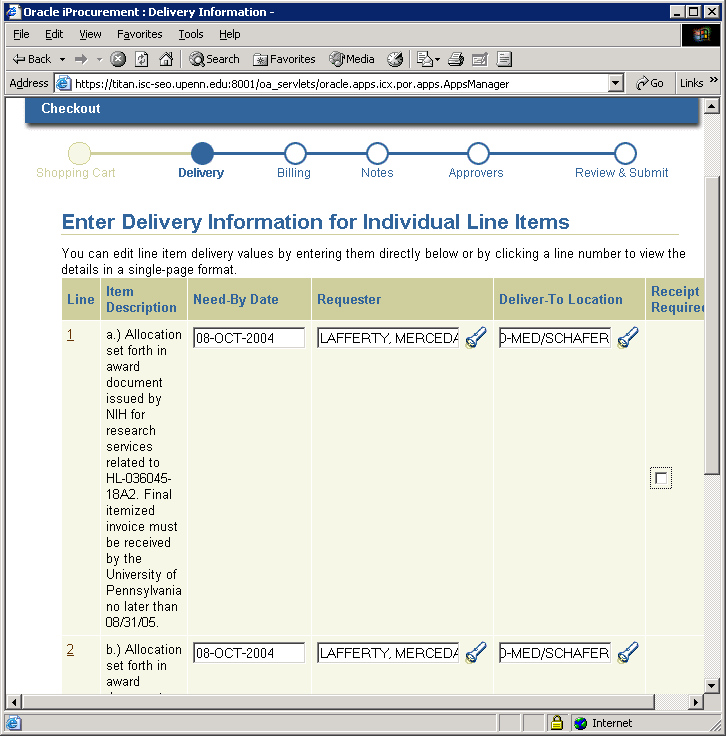 Oracle iProcurement : Delivery Information -
File Edit View Favorites Tools Help
Back Search Favorites Media
Address https://titan.isc-seo.upenn.edu:8001/oa_servlets/oracle.apps.icx.por.apps.AppsManager Go Links »
Checkout
Shopping Cart Delivery Billing Notes Approvers Review & Submit
Enter Delivery Information for Individual Line Items
You can edit line item delivery values by entering them directly below or by clicking a line number to view the
details in a single-page format.
Line Item Description Need-By Date Requester Deliver-To Location Receipt Required
1 a.) Allocation 08-OCT-2004 LAFFERTY, MERCEDA O-MED/SCHAFER
set forth in
award
document
issued by
NIH for
research
services
related to
HL-036045-
18A2. Final
itemized
invoice must
be received
by the
University of
Pennsylvania
no later than
08/31/05.
2 b.) Allocation 08-OCT-2004 LAFFERTY, MERCEDA O-MED/SCHAFER
set forth in
award
Internet